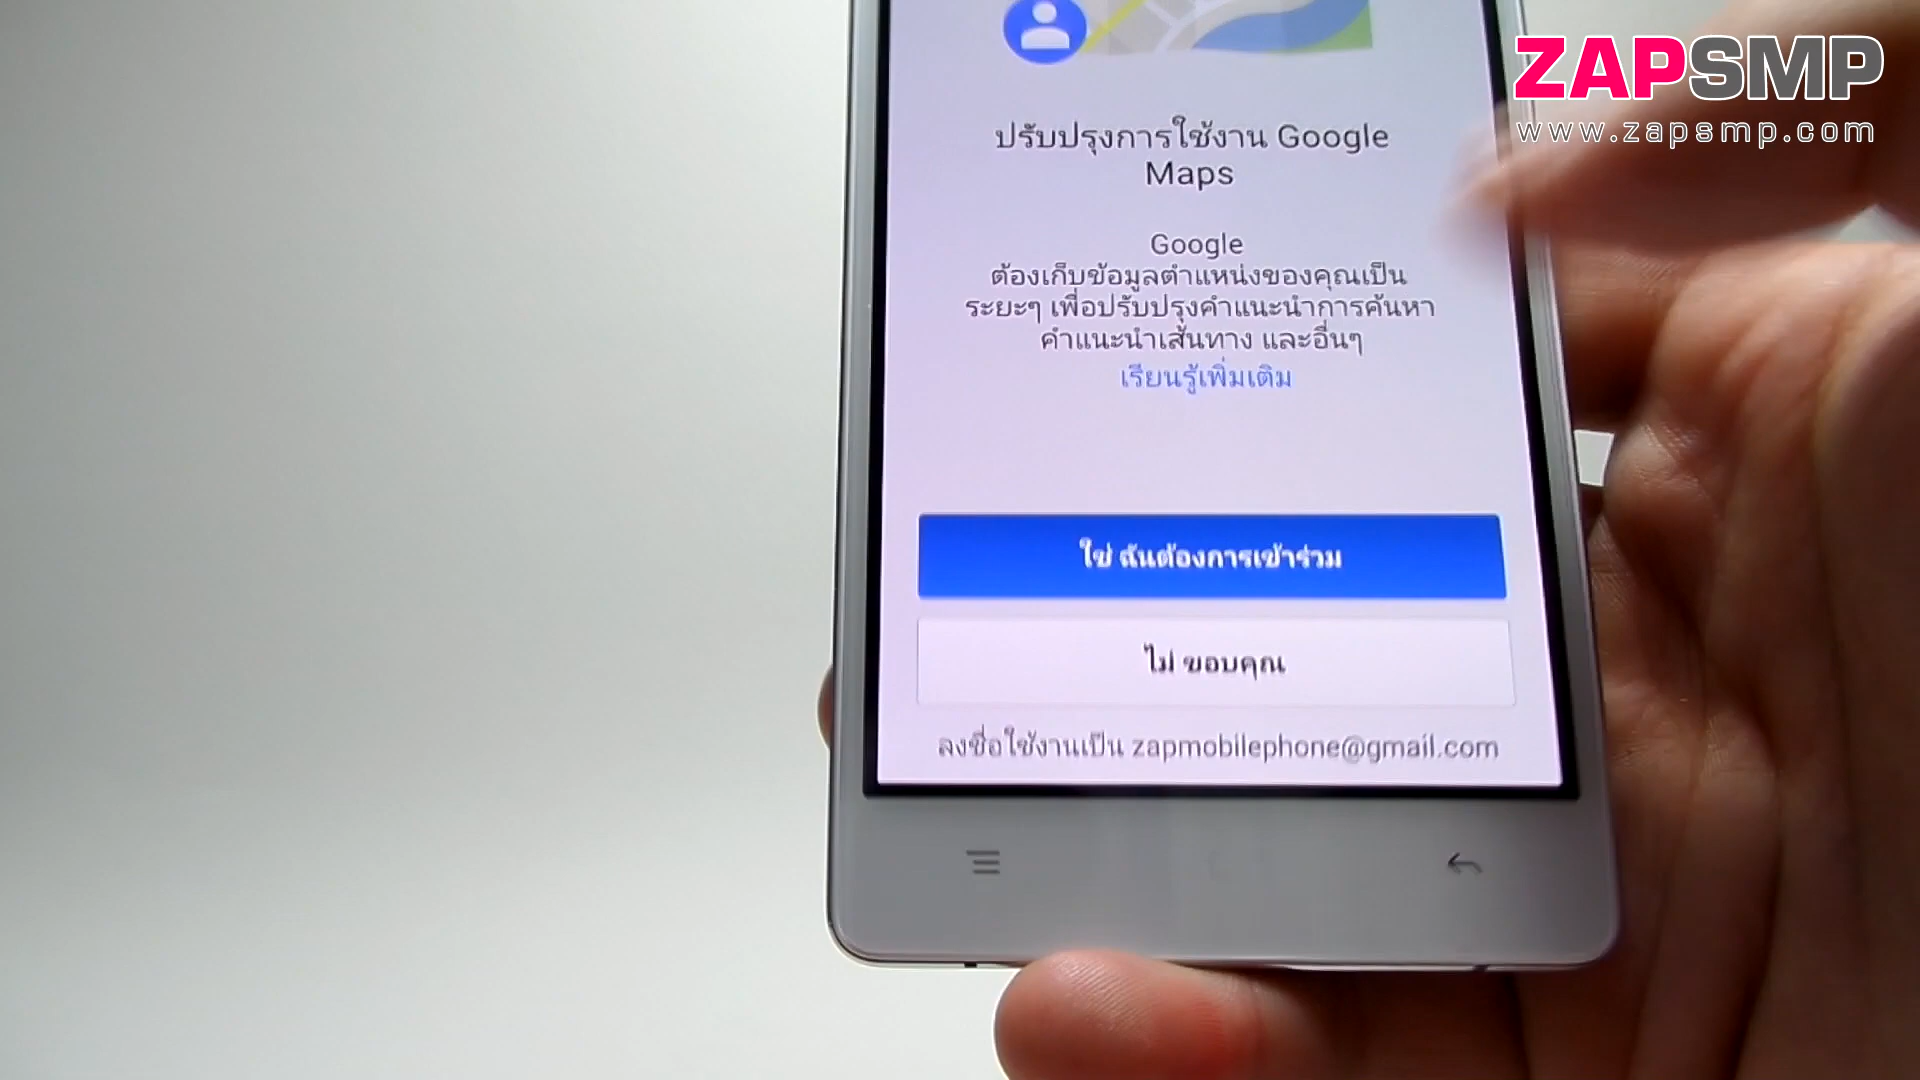 ZAPSMP
www.zapsmp.com
ปรับปรุงการใช้งาน Google
Maps
Google
ต้องเก็บข้อมูลตำแหน่งของคุณเป็น
ระยะๆ เพื่อปรับปรุงคำแนะนำการค้นหา
คำแนะนำเส้นทาง และอื่นๆ
เรียนรู้เพิ่มเติม
ใช่ ฉันต้องการเข้าร่วม
ไม่ ขอบคุณ
ลงชื่อใช้งานเป็น zapmobilephone@gmail.com